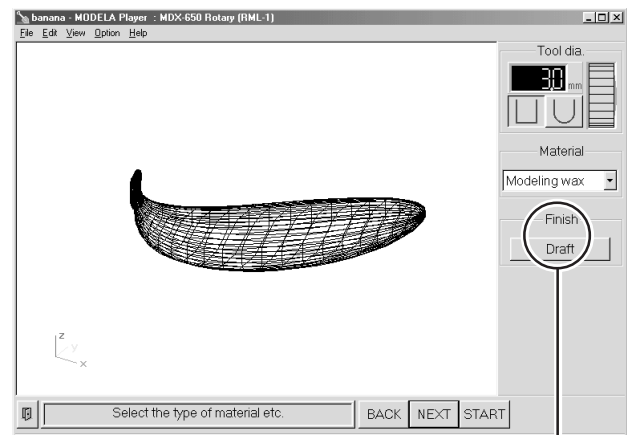 banana - MODELA Player : MDX-650 Rotary (RML-1)
File Edit View Option Help
Tool dia.
3.0 mm
Material
Modeling wax
Finish
Draft
z
y
x
Select the type of material etc.
BACK NEXT START